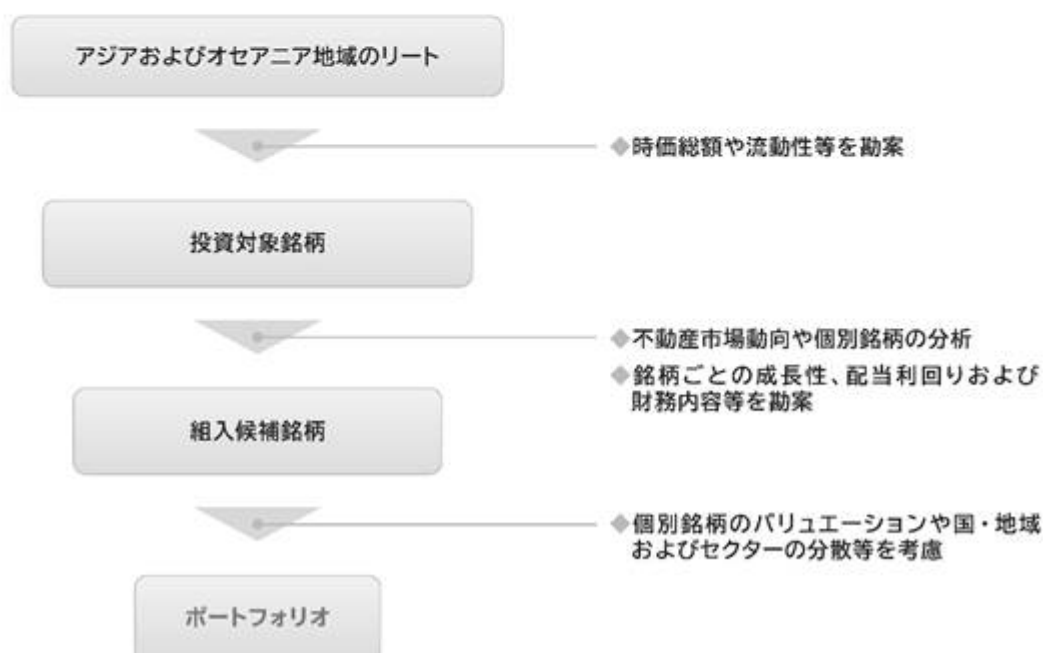 アジアおよびオセアニア地域のリート
◆時価総額や流動性等を勘案
投資対象銘柄
◆不動産市場動向や個別銘柄の分析
◆銘柄ごとの成長性、配当利回りおよび
財務内容等を勘案
組入候補銘柄
◆個別銘柄のバリュエーションや国・地域
およびセクターの分散等を考慮
ポートフォリオ